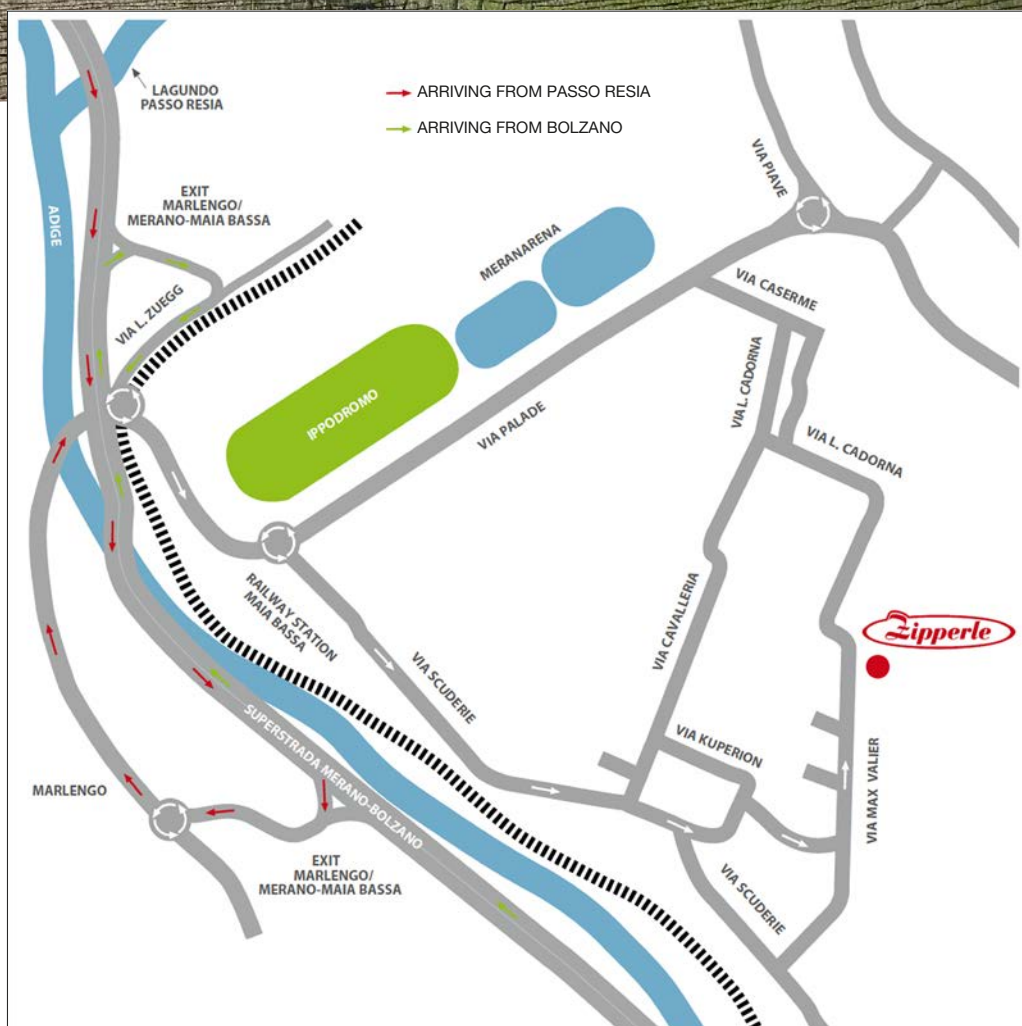 LAGUNDO
PASSO RESIA
ARRIVING FROM PASSO RESIA
ARRIVING FROM BOLZANO
EXIT
MARLENGO/
MERANO-MAIA BASSA
ADIGE
VIA PIAVE
MERANARENA
VIA CASERME
VIA L. ZUEGG
IPPODROMO
VIA PALADE
VIA L. CADORNA
VIA L. CADORNA
RAILWAY STATION
MAIA BASSA
VIA CAVALLERIA
Zipperle
VIA SCUDERIE
SUPERSTRADA MERANO-BOLZANO
VIA KUPERION
VIA MAX VALIER
MARLENGO
EXIT
MARLENGO/
MERANO-MAIA BASSA
VIA SCUDERIE